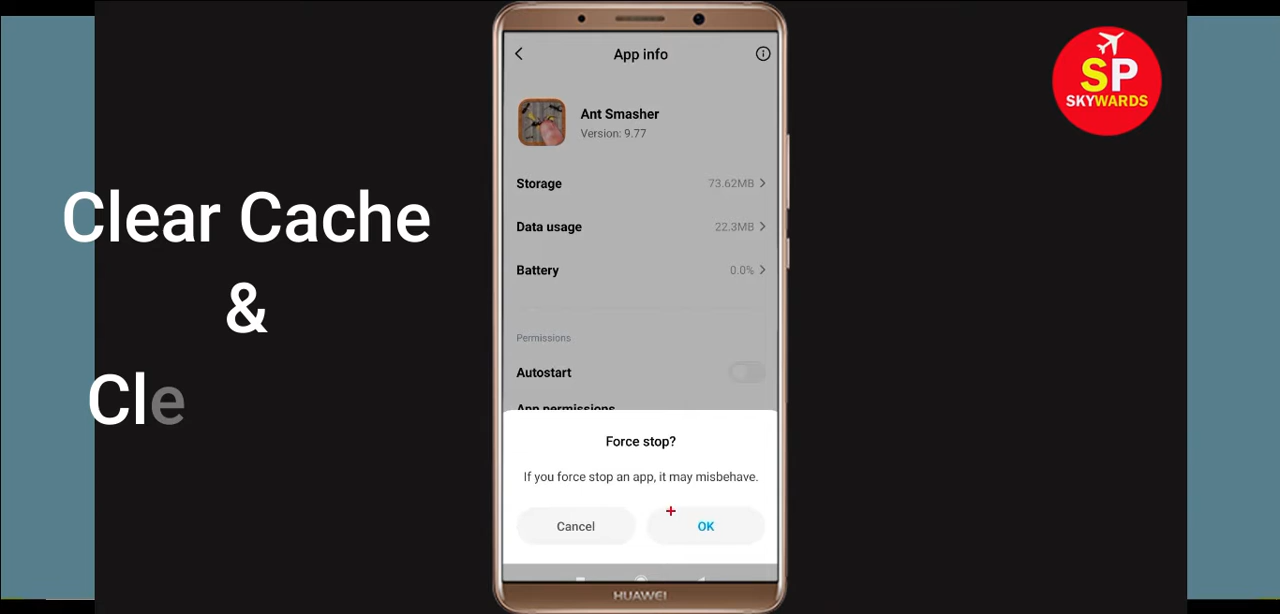 SP
SKYWARDS
Clear Cache
&
Cle
App info
Ant Smasher
Version: 9.77
Storage 73.62MB
Data usage 22.3MB
Battery 0.0%
Permissions
Autostart
App permissions
Force stop?
If you force stop an app, it may misbehave.
Cancel OK
HUAWEI